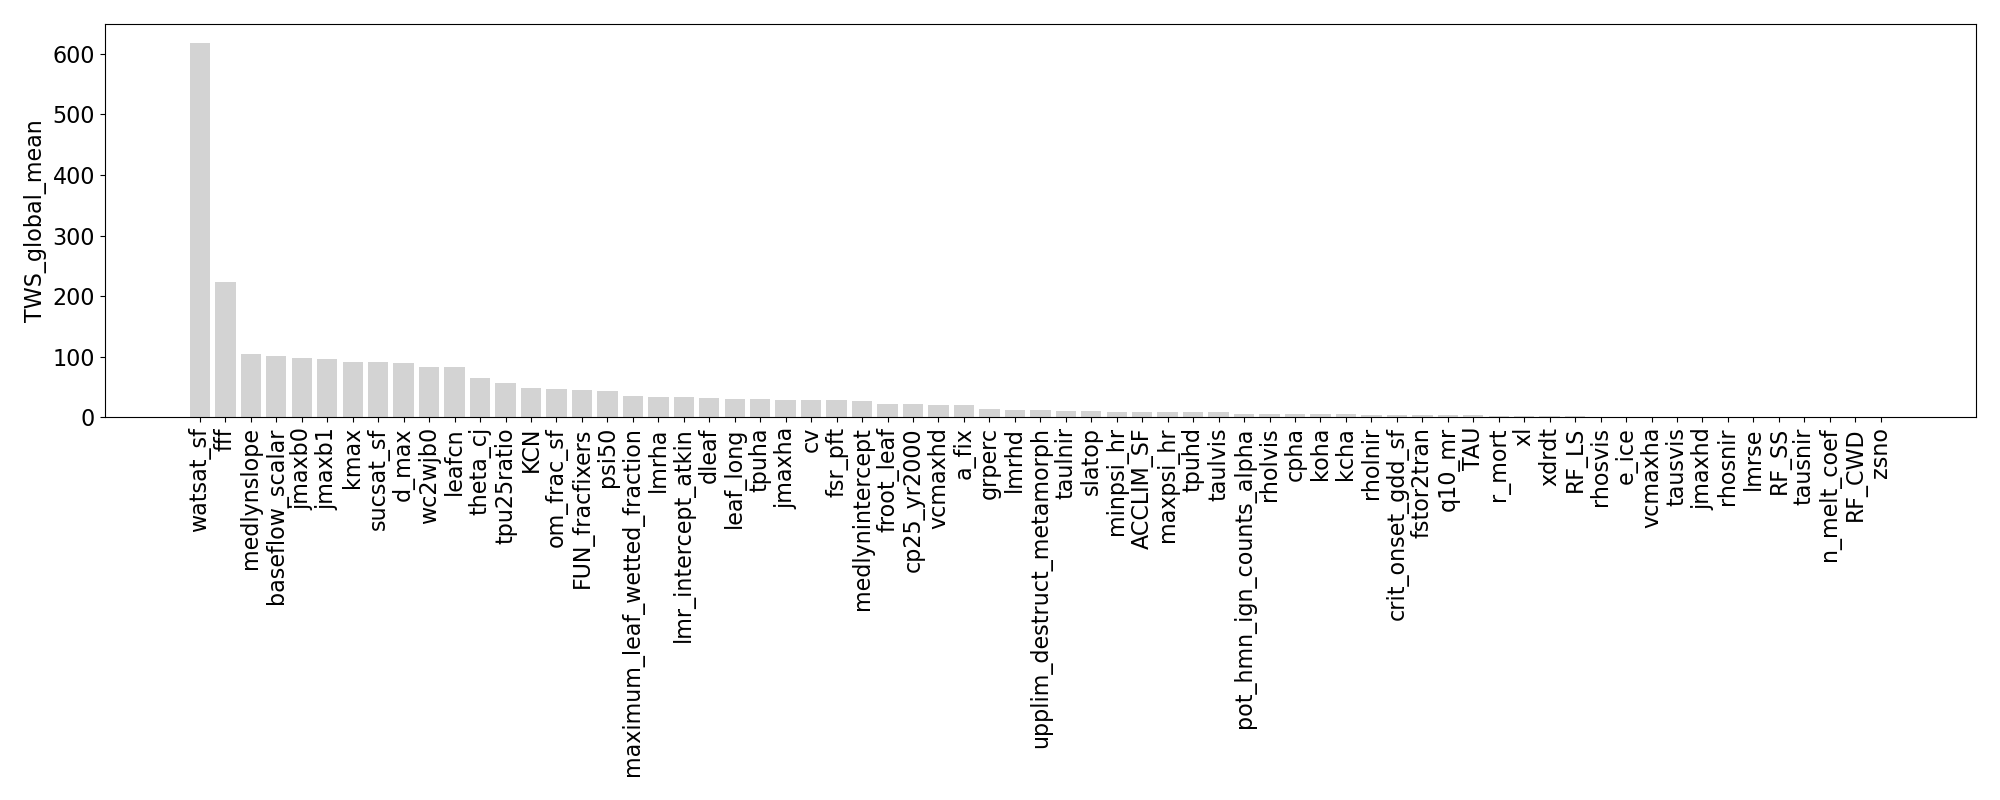 TWS_global_mean
600
500
400
300
200
100
0
watsat_sf
fff
medlynslope
baseflow_scalar
jmaxb0
jmaxb1
kmax
sucsat_sf
d_max
wc2wjb0
leafcn
theta_cj
tpu25ratio
KCN
om_frac_sf
FUN_fracfixers
psi50
maximum_leaf_wetted_fraction
lmrha
lmr_intercept_atkin
dleaf
leaf_long
tpuha
jmaxha
cv
fsr_pft
medlynintercept
froot_leaf
cp25_yr2000
vcmaxhd
a_fix
grperc
lmrhd
upplim_destruct_metamorph
taulnir
slatop
minpsi_hr
ACCLIM_SF
maxpsi_hr
tpuhd
taulvis
pot_hmn_ign_counts_alpha
rholvis
cpha
koha
kcha
rholnir
crit_onset_gdd_sf
fstor2tran
q10_mr
TAU
r_mort
xl
xdrdt
RF_LS
rhosvis
e_ice
vcmaxha
tausvis
jmaxhd
rhosnir
lmrse
RF_SS
tausnir
n_melt_coef
RF_CWD
zsno